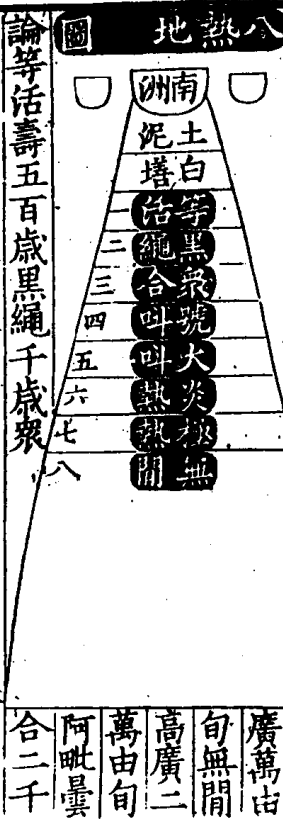 八熱地圖
南洲
土泥
白墡
等活 一
黑繩 二
衆合 三
號叫 四
大叫 五
炎熱 六
極熱 七
無間 八
廣萬由
旬無間
高廣二
萬由旬
阿毗曇
論等活壽五百歲黑繩千歲衆
合二千